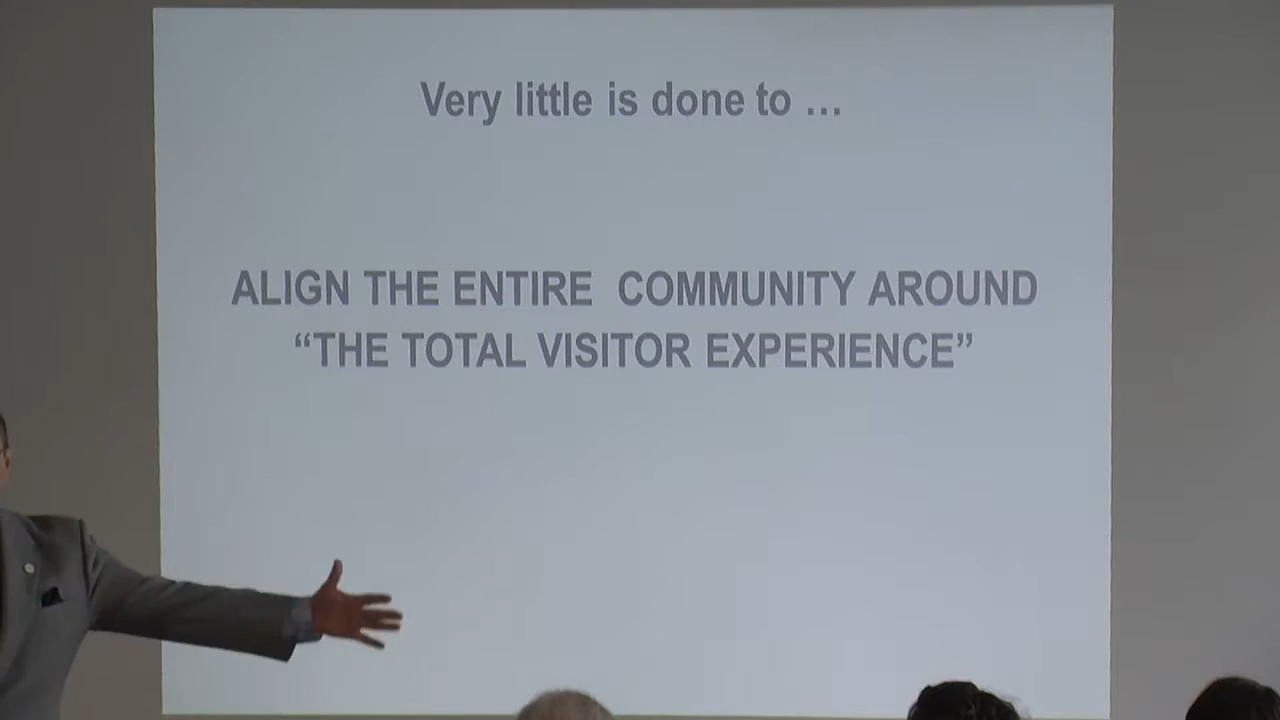 Very little is done to ...
ALIGN THE ENTIRE COMMUNITY AROUND
“THE TOTAL VISITOR EXPERIENCE”